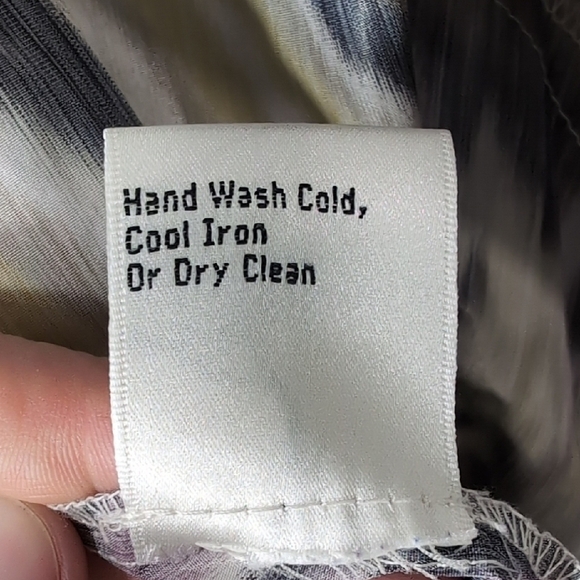 Hand Wash Cold,
Cool Iron
Or Dry Clean